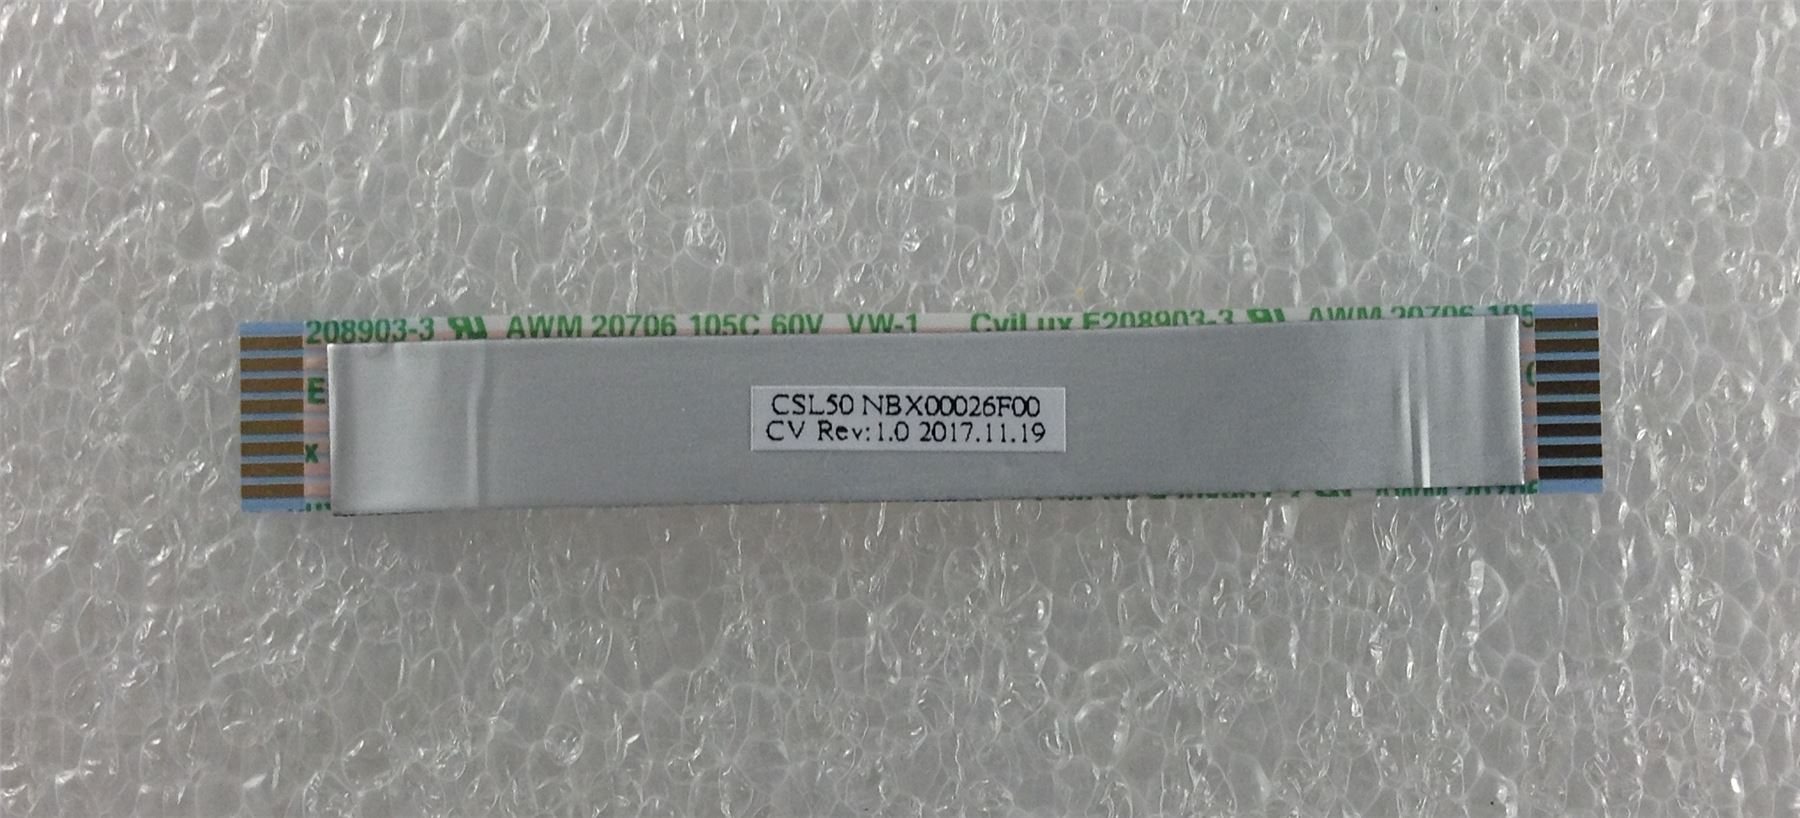 208903-3 AWM 20706 105C 60V VW-1 CviLux E208903-3 AWM 20706 105
E
CSL50 NBX00026F00
CV Rev:1.0 2017.11.19
x